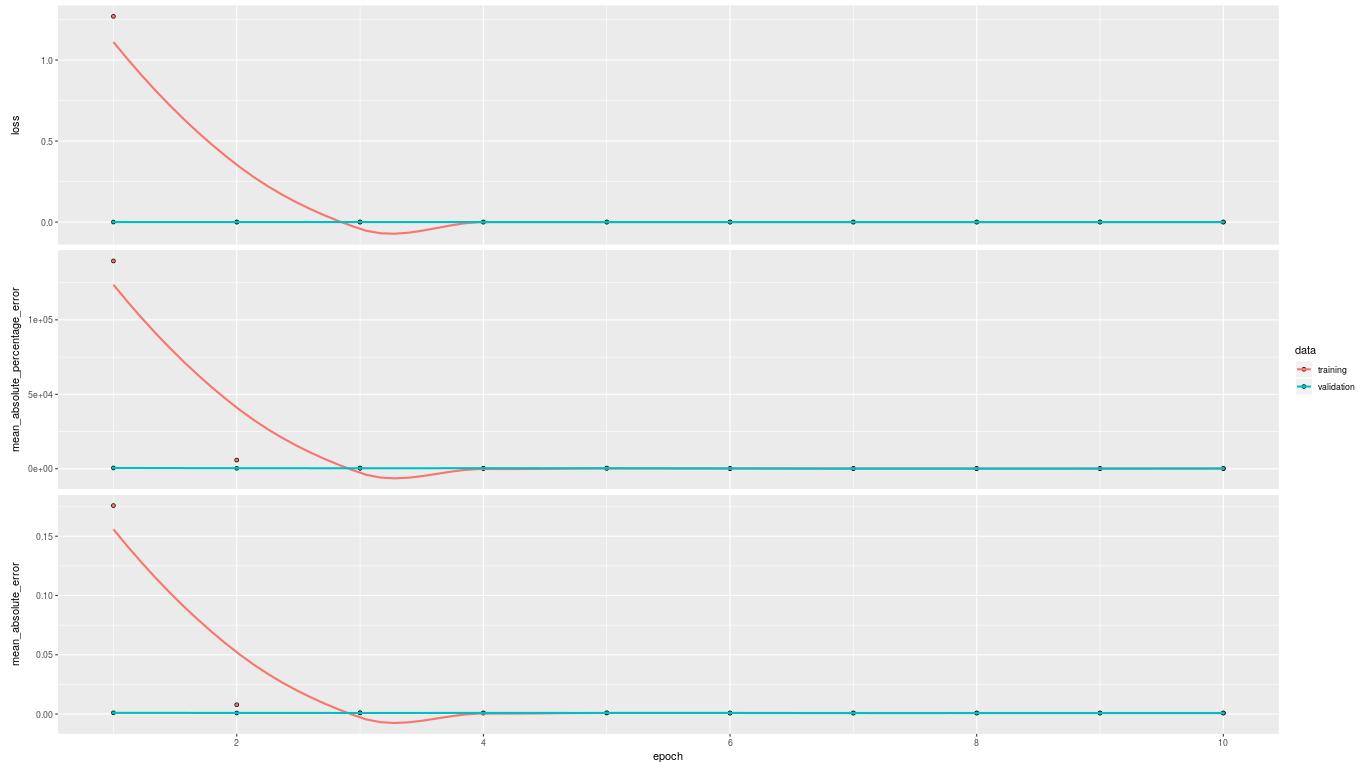 loss
1.0
0.5
0.0
mean_absolute_percentage_error
1e+05
5e+04
0e+00
mean_absolute_error
0.15
0.10
0.05
0.00
2 4 6 8 10
epoch
data
training
validation